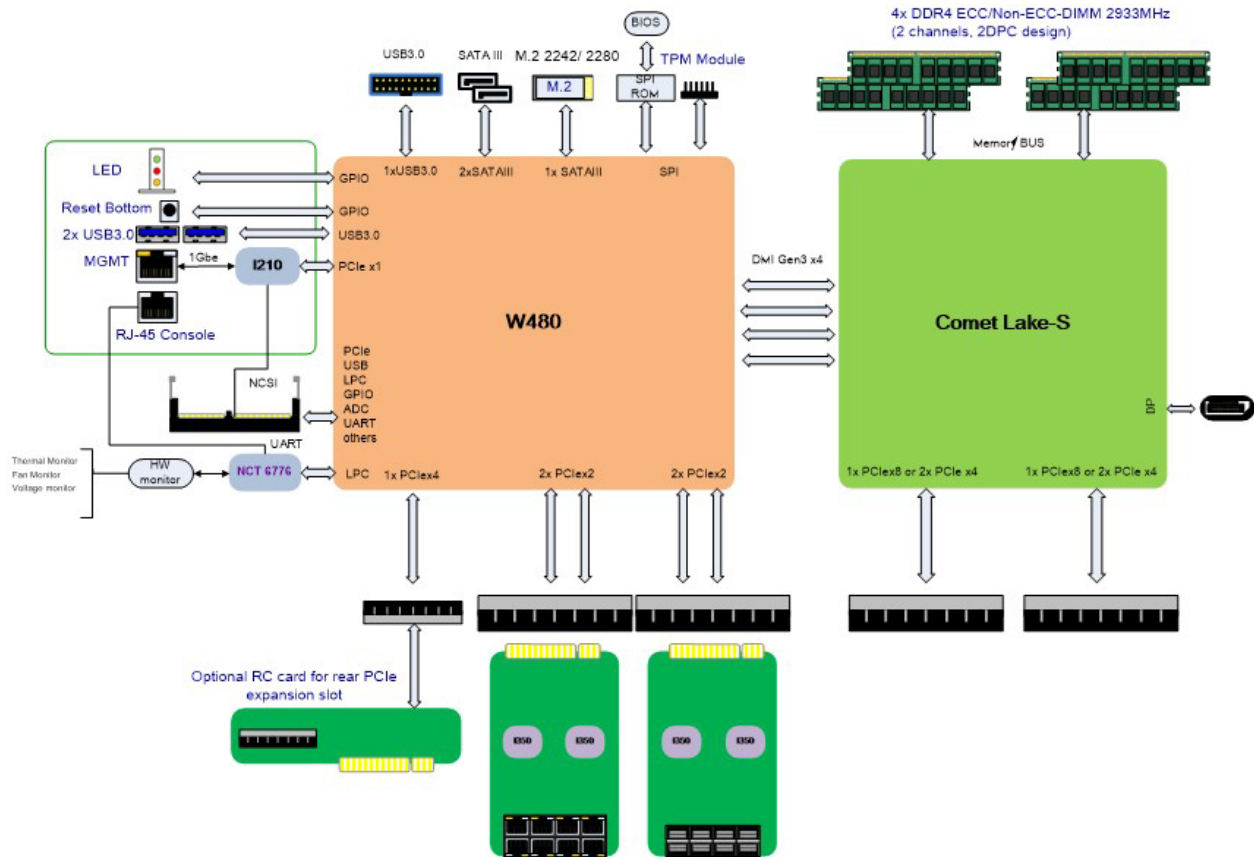 BIOS
4x DDR4 ECC/Non-ECC-DIMM 2933MHz
(2 channels, 2DPC design)
USB3.0
SATA III
M.2 2242/ 2280
TPM Module
M.2
SPI
ROM
Memory BUS
LED
GPIO
1xUSB3.0
2xSATAIII
1x SATAIII
SPI
Reset Bottom
GPIO
2x USB3.0
USB3.0
MGMT
1Gbe
I210
PCIe x1
DMI Gen3 x4
RJ-45 Console
W480
Comet Lake-S
NCSI
PCIe
USB
LPC
GPIO
ADC
UART
others
DP
UART
Thermal Monitor
Fan Monitor
Voltage monitor
HW
monitor
NCT 6776
LPC
1x PCIex4
2x PCIex2
2x PCIex2
1x PCIex8 or 2x PCIe x4
1x PCIex8 or 2x PCIe x4
Optional RC card for rear PCIe
expansion slot
I350
I350
I350
I350